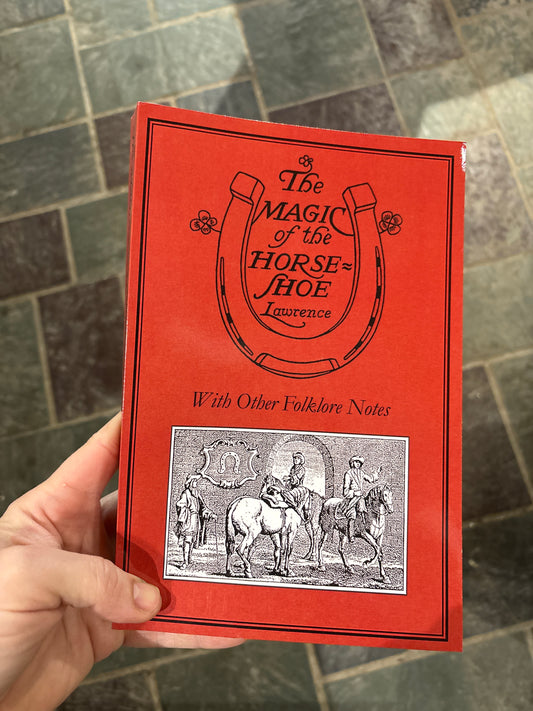 The
MAGIC
of the
HORSE=
SHOE
Lawrence
With Other Folklore Notes